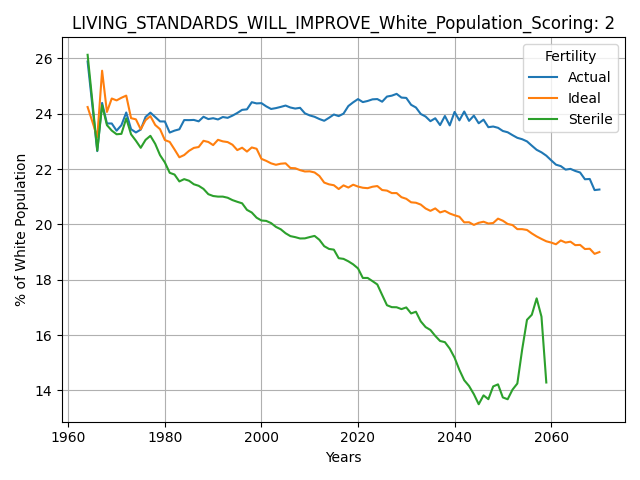 LIVING_STANDARDS_WILL_IMPROVE_White_Population_Scoring: 2
Fertility
Actual
Ideal
Sterile
% of White Population
26
24
22
20
18
16
14
1960 1980 2000 2020 2040 2060
Years